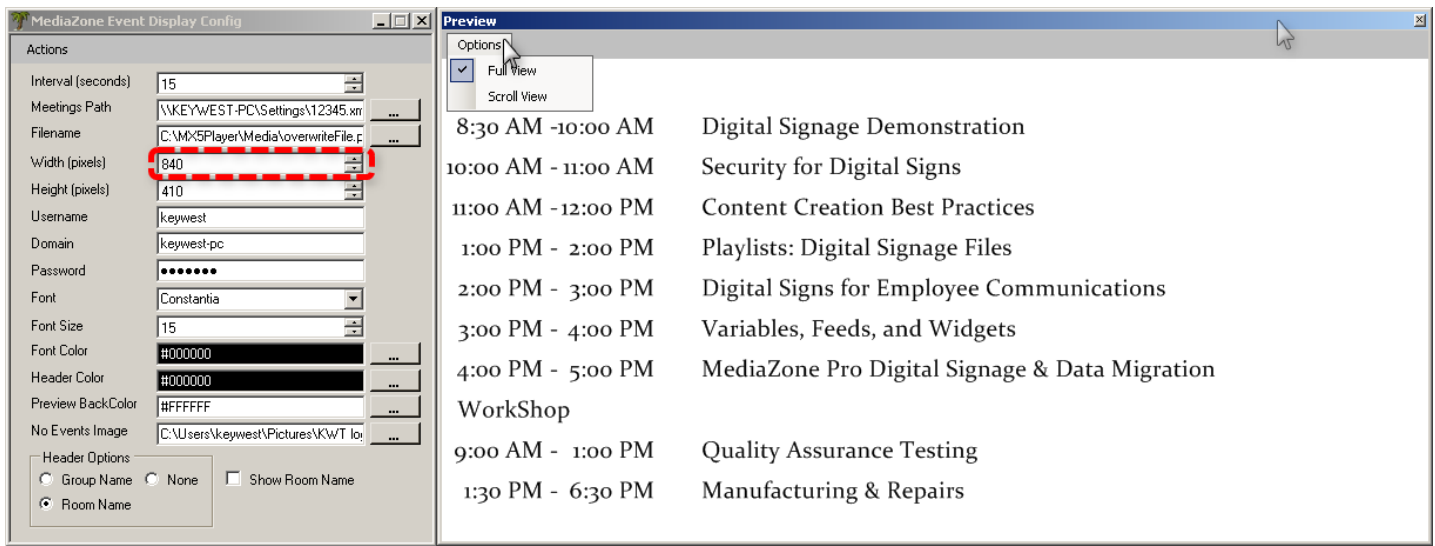 MediaZone Event Display Config
Actions
Interval (seconds) 15
Meetings Path \\KEYWEST-PC\Settings\12345.xm ...
Filename C:\MX5Player\Media\overwriteFile.p ...
Width (pixels) 840
Height (pixels) 410
Username keywest
Domain keywest-pc
Password ●●●●●●●
Font Constantia
Font Size 15
Font Color #000000 ...
Header Color #000000 ...
Preview BackColor #FFFFFF ...
No Events Image C:\Users\keywest\Pictures\KWT lo ...
Header Options
Group Name None Show Room Name
Room Name
Preview
Options
Full View
Scroll View
8:30 AM -10:00 AM Digital Signage Demonstration
10:00 AM - 11:00 AM Security for Digital Signs
11:00 AM -12:00 PM Content Creation Best Practices
1:00 PM - 2:00 PM Playlists: Digital Signage Files
2:00 PM - 3:00 PM Digital Signs for Employee Communications
3:00 PM - 4:00 PM Variables, Feeds, and Widgets
4:00 PM - 5:00 PM MediaZone Pro Digital Signage & Data Migration
WorkShop
9:00 AM - 1:00 PM Quality Assurance Testing
1:30 PM - 6:30 PM Manufacturing & Repairs